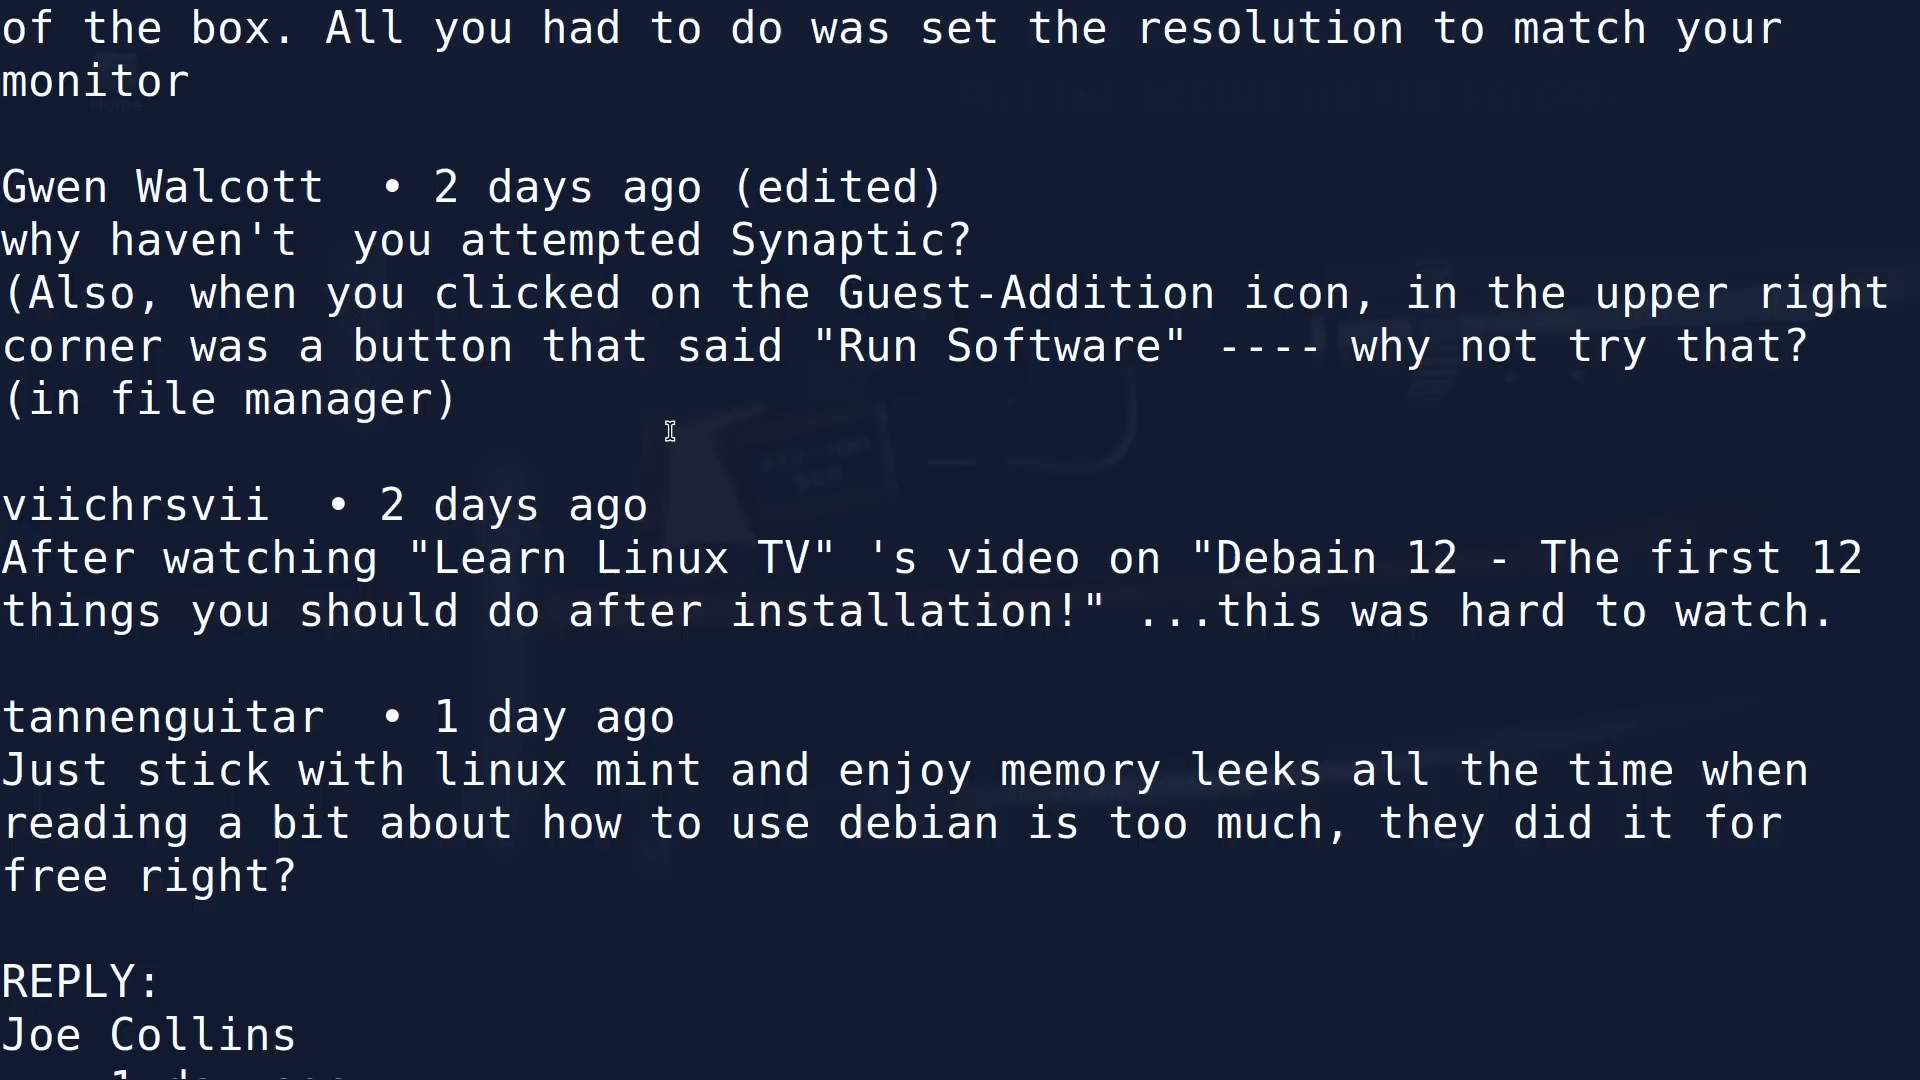 of the box. All you had to do was set the resolution to match your
monitor
Gwen Walcott  • 2 days ago (edited)
why haven't  you attempted Synaptic?
(Also, when you clicked on the Guest-Addition icon, in the upper right
corner was a button that said "Run Software" ---- why not try that?
(in file manager)
viichrsvii  • 2 days ago
After watching "Learn Linux TV" 's video on "Debain 12 - The first 12
things you should do after installation!" ...this was hard to watch.
tannenguitar  • 1 day ago
Just stick with linux mint and enjoy memory leeks all the time when
reading a bit about how to use debian is too much, they did it for
free right?
REPLY:
Joe Collins